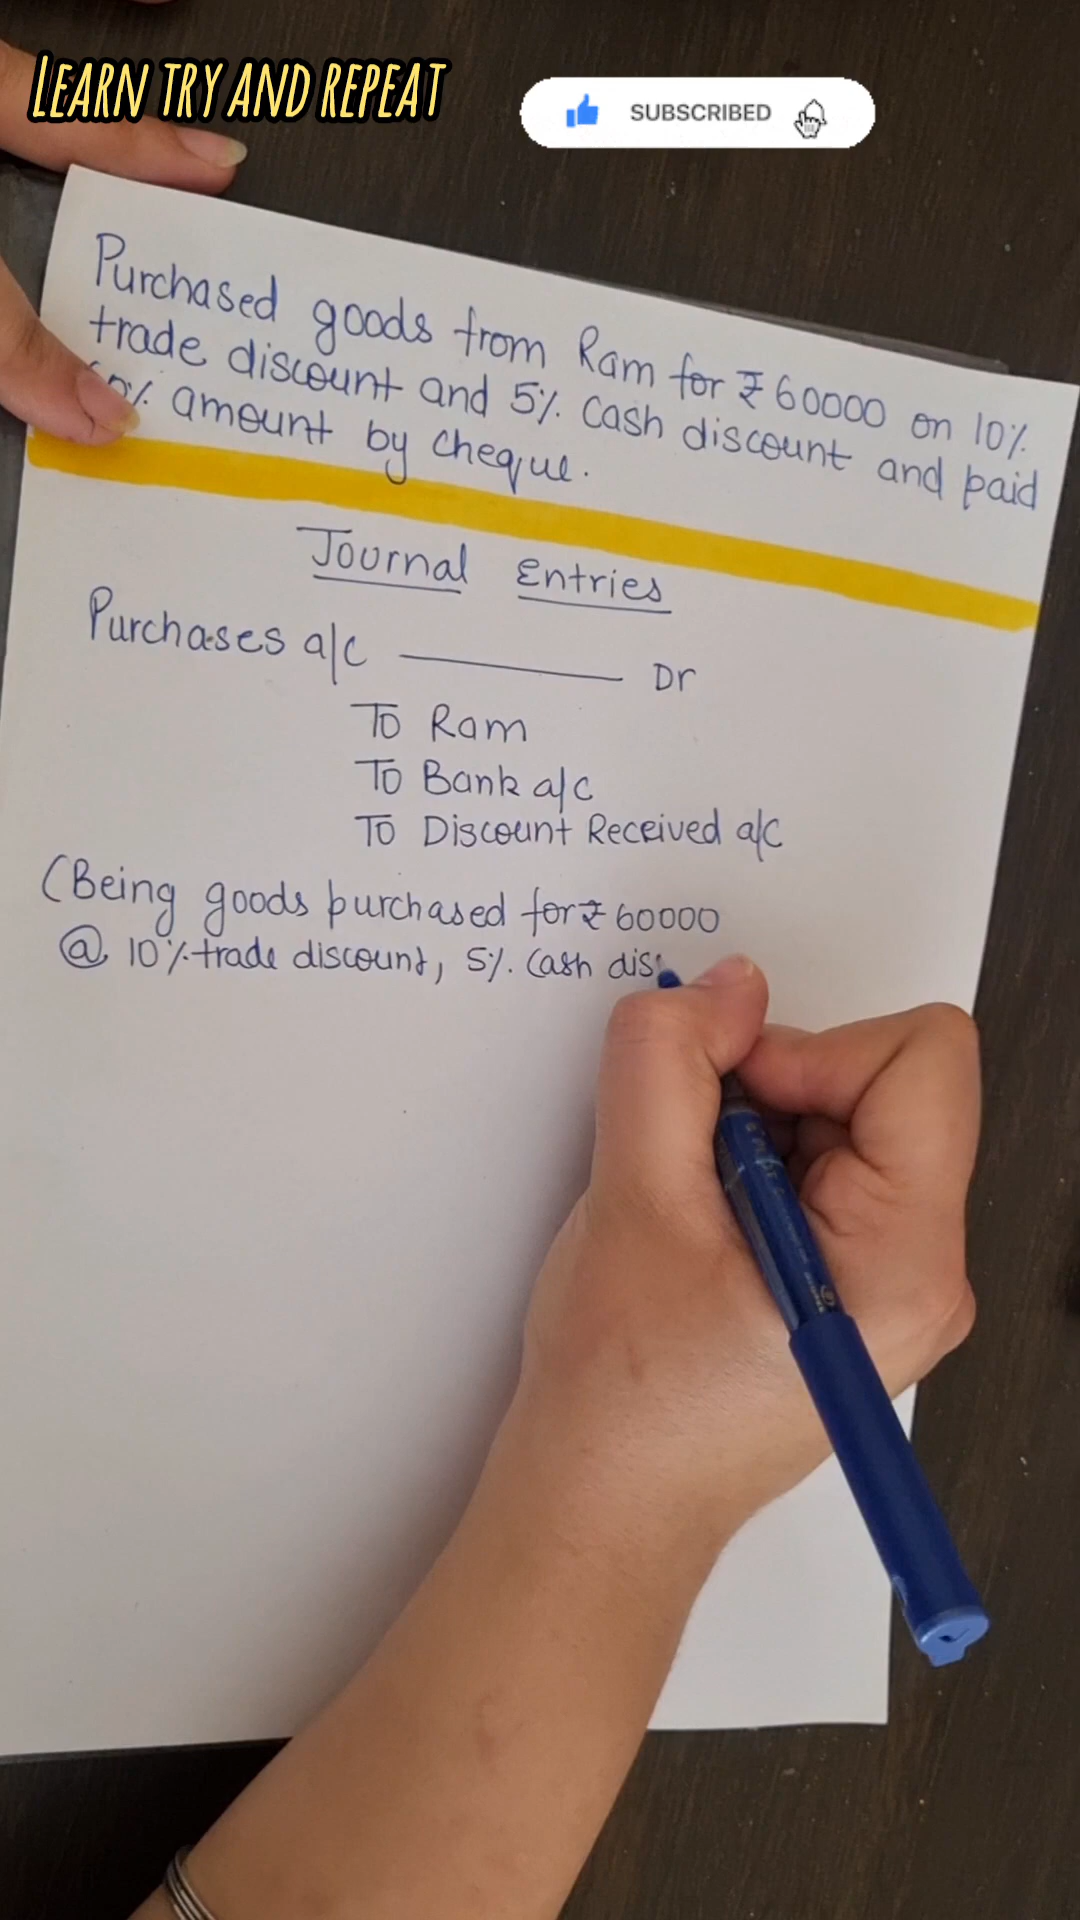 LEARN TRY AND REPEAT
SUBSCRIBED
Purchased goods from Ram for ₹ 60000 on 10%
trade discount and 5% Cash discount and paid
amount by cheque.
Journal Entries
Purchases a/c Dr
To Ram
To Bank a/c
To Discount Received a/c
(Being goods purchased for ₹ 60000
@ 10% trade discount, 5% Cash dis